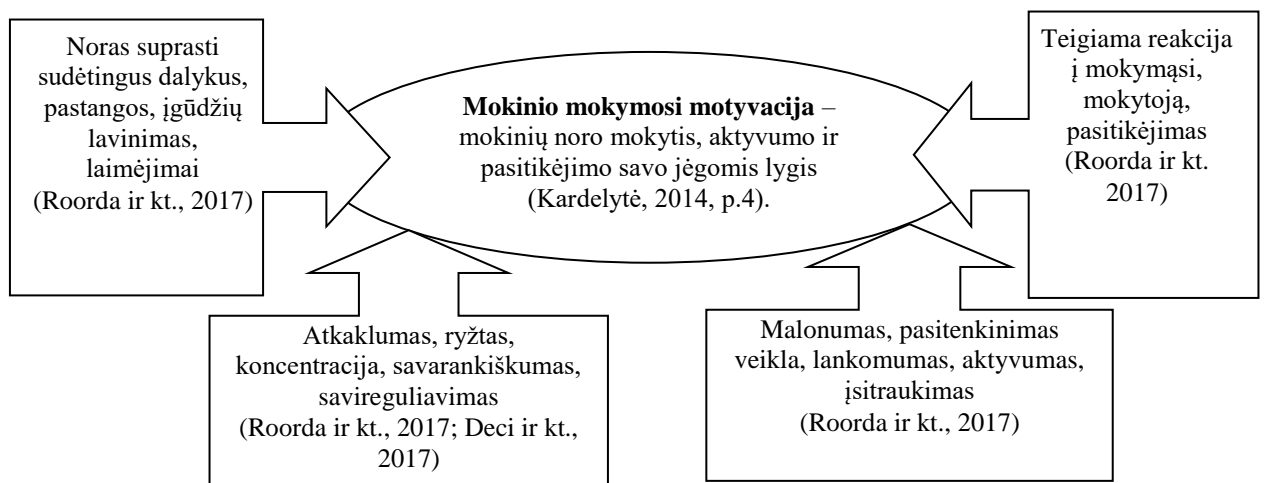 Noras suprasti
sudėtingus dalykus,
pastangos, įgūdžių
lavinimas,
laimėjimai
(Roorda ir kt., 2017)
Mokinio mokymosi motyvacija –
mokinių noro mokytis, aktyvumo ir
pasitikėjimo savo jėgomis lygis
(Kardelytė, 2014, p.4).
Teigiama reakcija
į mokymąsi,
mokytoją,
pasitikėjimas
(Roorda ir kt.
2017)
Atkaklumas, ryžtas,
koncentracija, savarankiškumas,
savireguliavimas
(Roorda ir kt., 2017; Deci ir kt.,
2017)
Malonumas, pasitenkinimas
veikla, lankomumas, aktyvumas,
įsitraukimas
(Roorda ir kt., 2017)